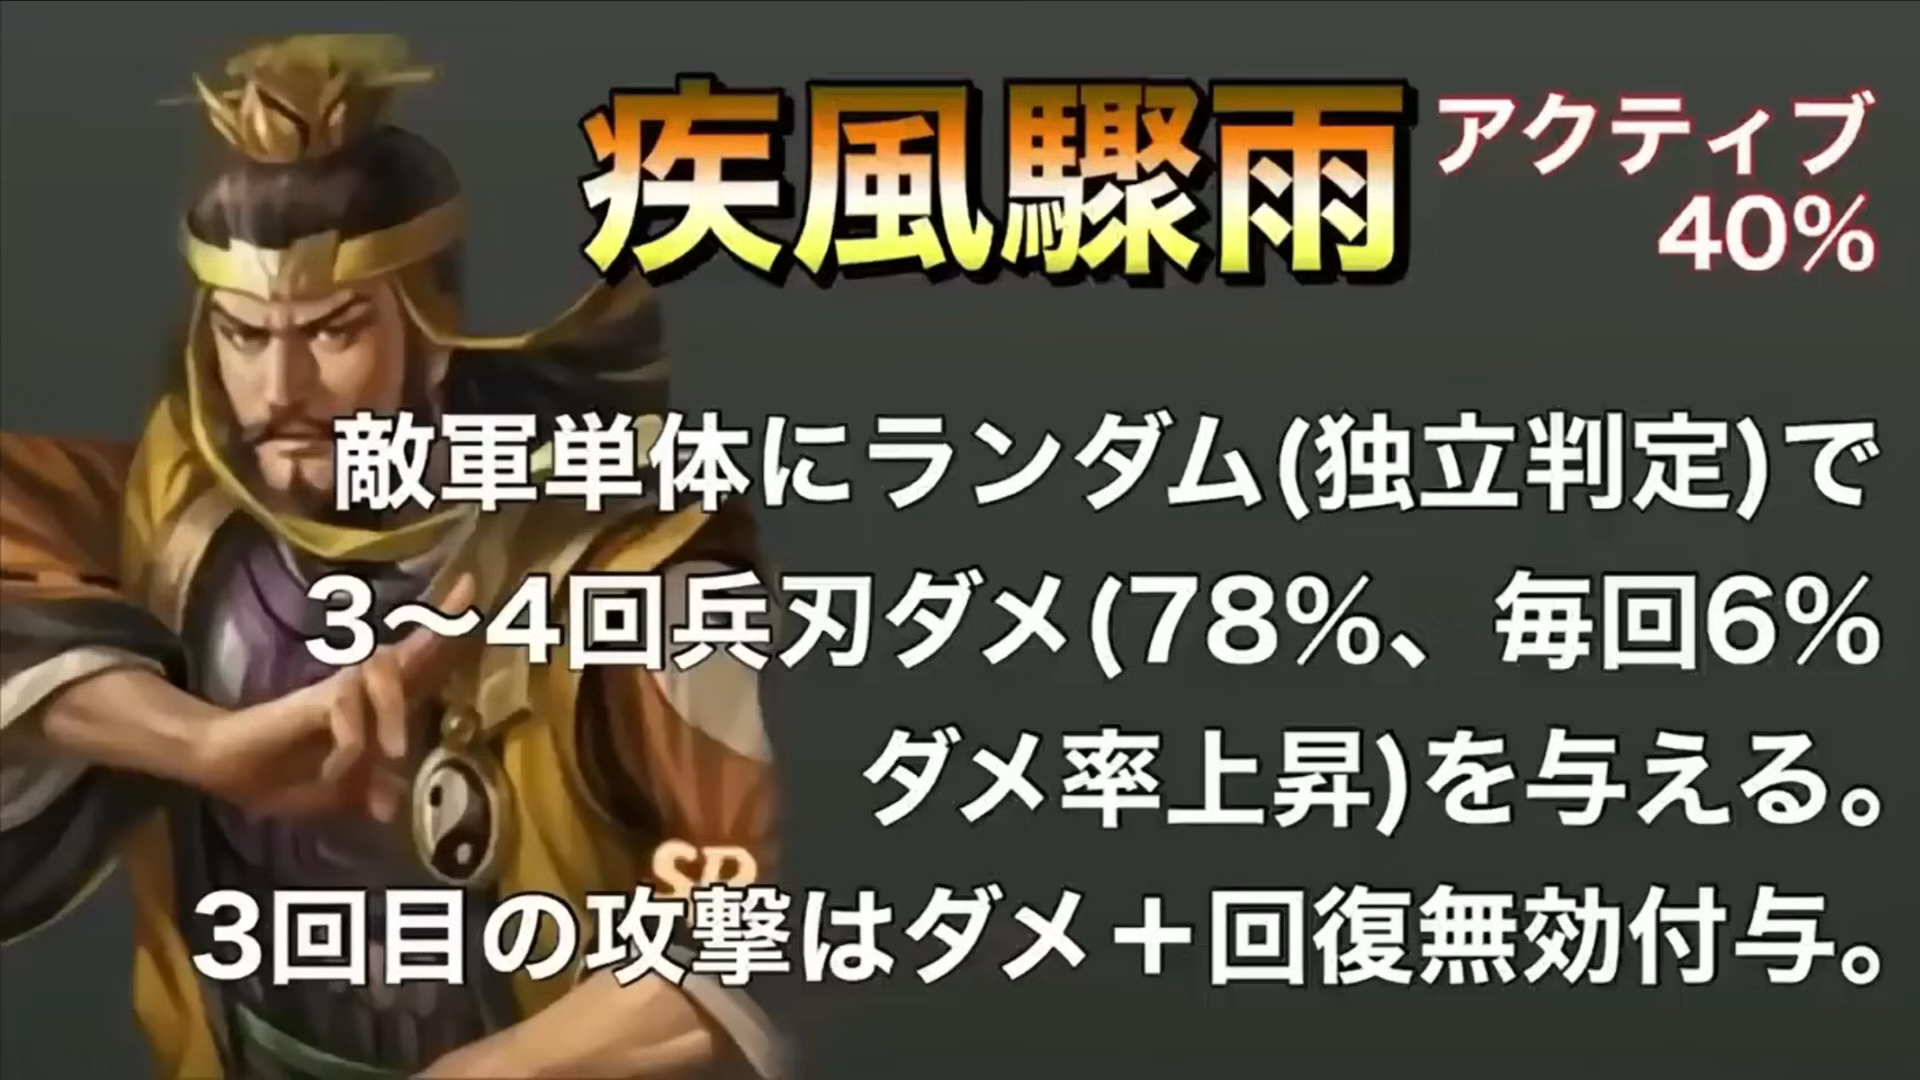 疾風驟雨
アクティブ
40%
敵軍単体にランダム(独立判定)で
3〜4回兵刃ダメ(78%、毎回6%
ダメ率上昇)を与える。
SP
3回目の攻撃はダメ＋回復無効付与。